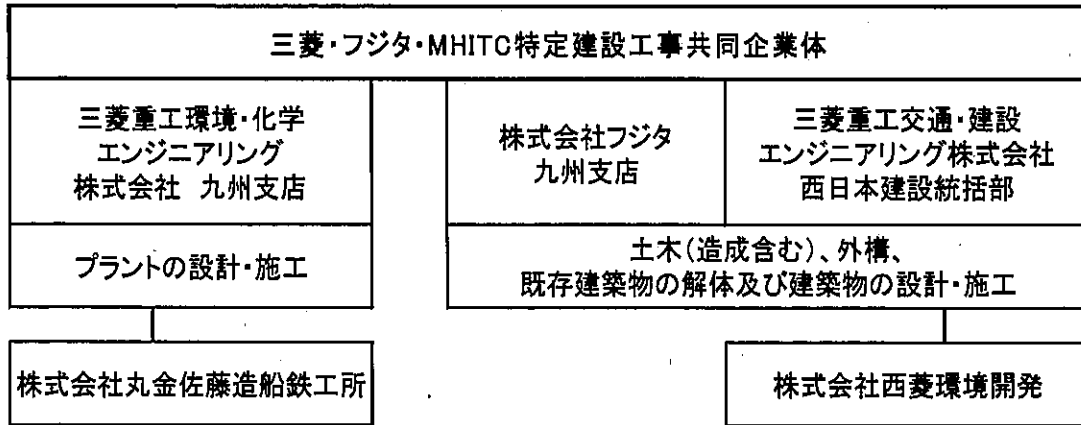 三菱・フジタ・MHITC特定建設工事共同企業体
三菱重工環境・化学
エンジニアリング
株式会社 九州支店
株式会社フジタ
九州支店
三菱重工交通・建設
エンジニアリング株式会社
西日本建設統括部
プラントの設計・施工
土木(造成含む)、外構、
既存建築物の解体及び建築物の設計・施工
株式会社丸金佐藤造船鉄工所
株式会社西菱環境開発